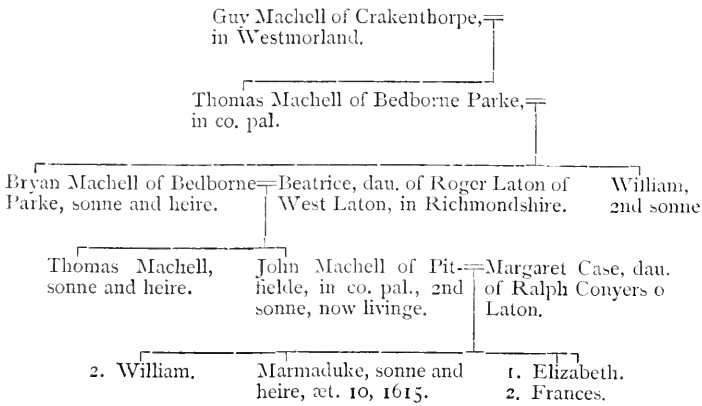 Guy Machell of Crakenthorpe,
in Westmorland.
Thomas Machell of Bedborne Parke,
in co. pal.
Bryan Machell of Bedborne
Parke, sonne and heire.
Beatrice, dau. of Roger Laton of
West Laton, in Richmondshire.
William,
2nd sonne
Thomas Machell,
sonne and heire.
John Machell of Pit-
fielde, in co. pal., 2nd
sonne, now livinge.
Margaret Case, dau.
of Ralph Conyers o
Laton.
2. William.
Marmaduke, sonne and
heire, æt. 10, 1615.
1. Elizabeth.
2. Frances.